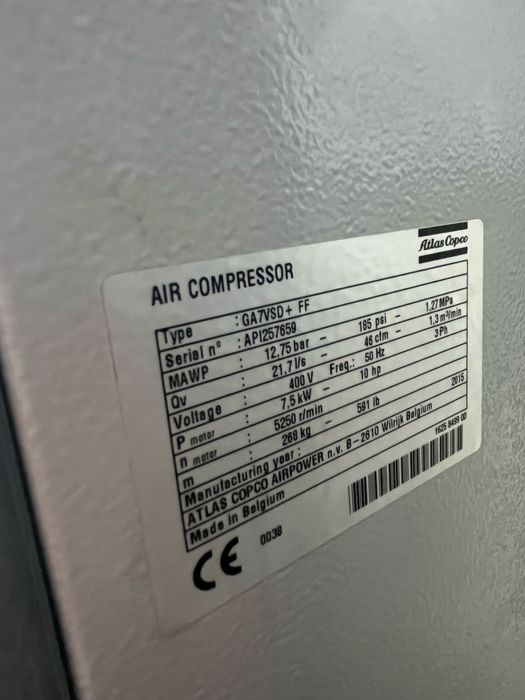 Atlas Copco
AIR COMPRESSOR
Type : GA7VSD+ FF
Serial n° : API257659
MAWP : 12,75 bar – 185 psi – 1,27 MPa
Qv : 21,7 l/s – 46 cfm – 1,3 m³/min
Voltage : 400 V Freq.: 50 Hz 3Ph
P motor : 7,5 kW – 10 hp
n motor : 5250 r/min
m : 268 kg – 591 lb
Manufacturing year : 2015
ATLAS COPCO AIRPOWER n.v. B – 2610 Wilrijk Belgium
Made in Belgium 1625 8499 00
CE 0038